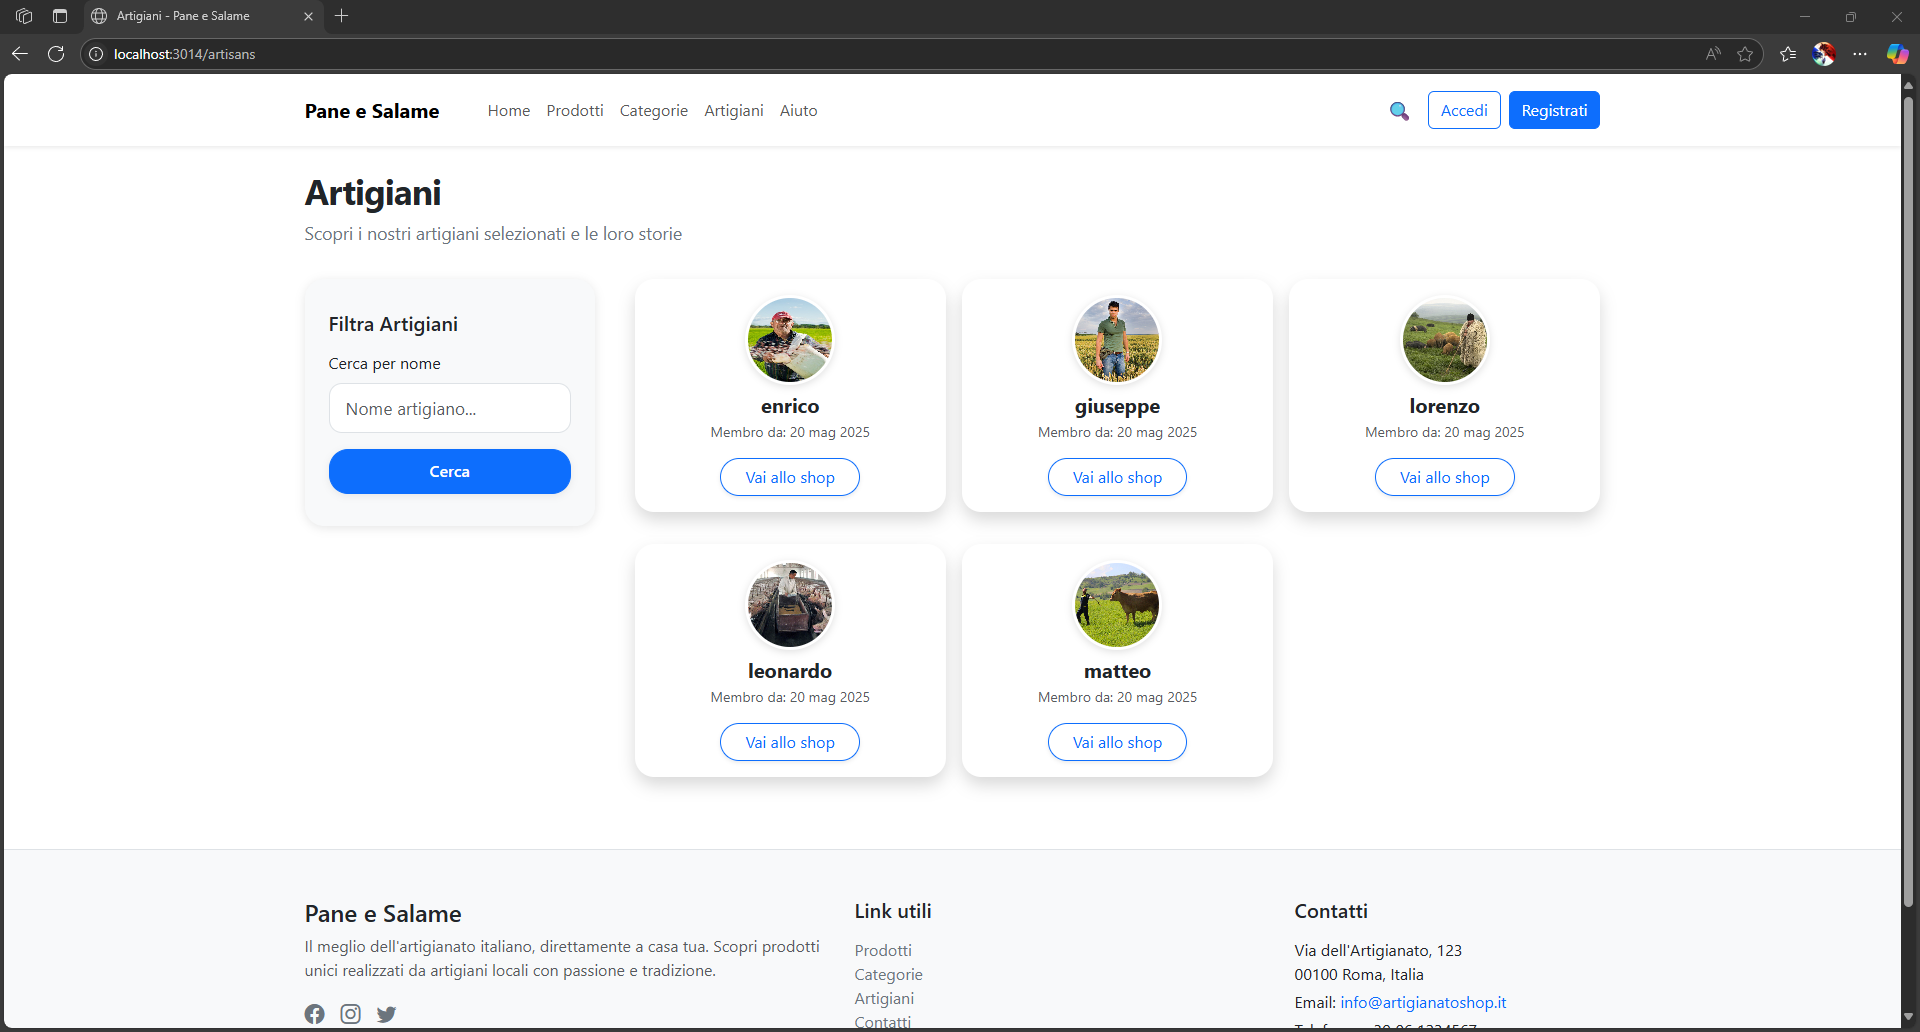 Artigiani - Pane e Salame
localhost:3014/artisans
Pane e Salame
Home
Prodotti
Categorie
Artigiani
Aiuto
Accedi
Registrati
Artigiani
Scopri i nostri artigiani selezionati e le loro storie
Filtra Artigiani
Cerca per nome
Nome artigiano...
Cerca
enrico
Membro da: 20 mag 2025
Vai allo shop
giuseppe
Membro da: 20 mag 2025
Vai allo shop
lorenzo
Membro da: 20 mag 2025
Vai allo shop
leonardo
Membro da: 20 mag 2025
Vai allo shop
matteo
Membro da: 20 mag 2025
Vai allo shop
Pane e Salame
Il meglio dell'artigianato italiano, direttamente a casa tua. Scopri prodotti
unici realizzati da artigiani locali con passione e tradizione.
Link utili
Prodotti
Categorie
Artigiani
Contatti
Contatti
Via dell'Artigianato, 123
00100 Roma, Italia
Email: info@artigianatoshop.it